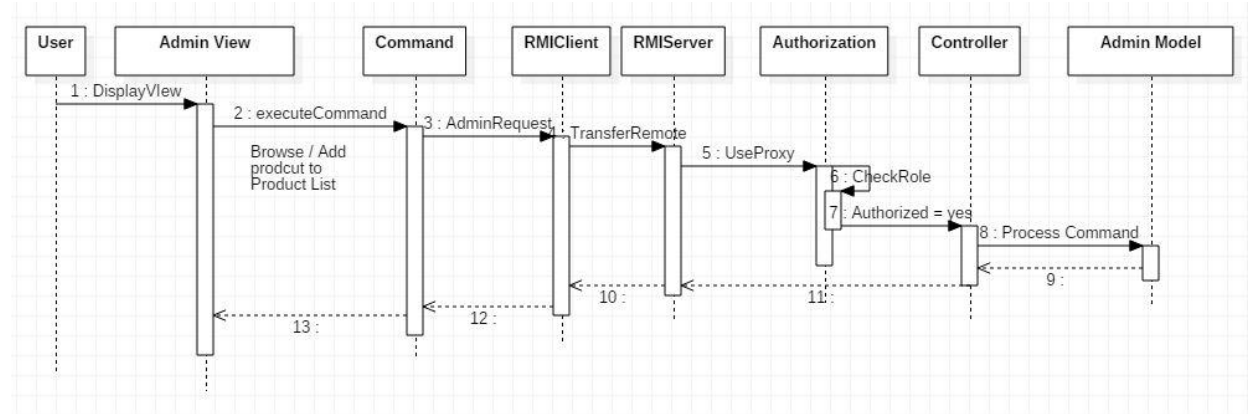 User
Admin View
Command
RMIClient
RMIServer
Authorization
Controller
Admin Model
1 : DisplayVIew
2 : executeCommand
Browse / Add
prodcut to
Product List
3 : AdminRequest
4 : TransferRemote
5 : UseProxy
6 : CheckRole
7 : Authorized = yes
8 : Process Command
9 :
10 :
11 :
12 :
13 :